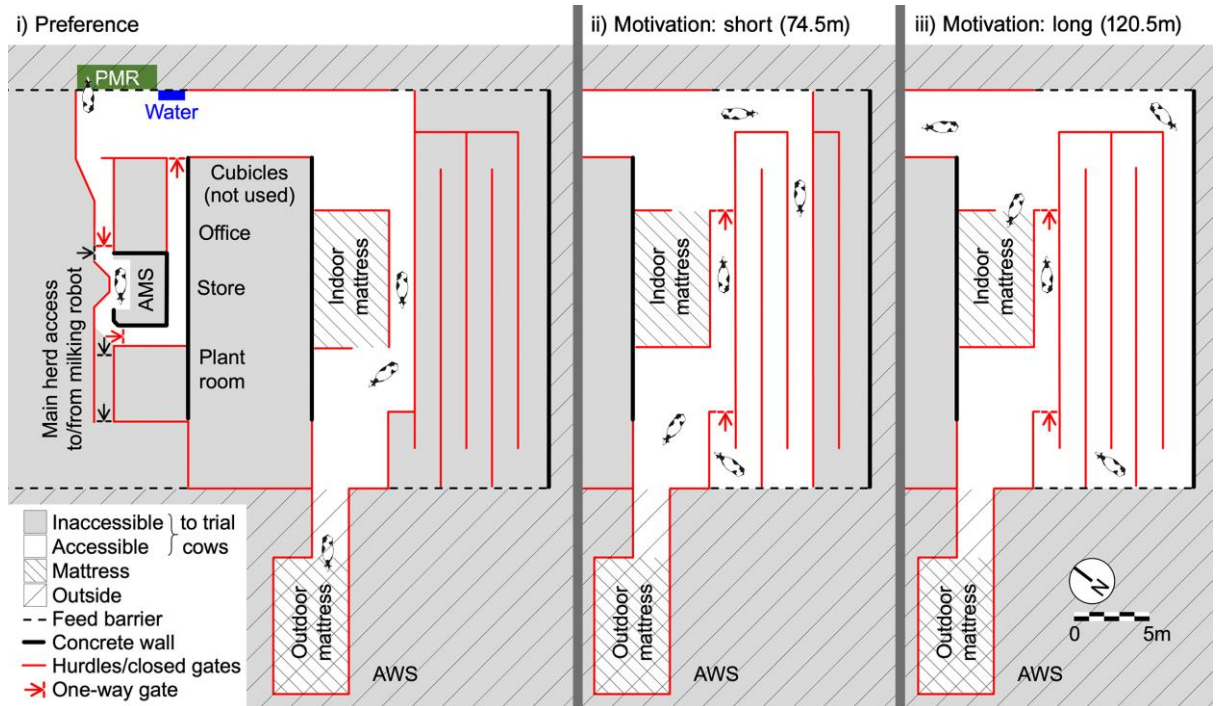 i) Preference
ii) Motivation: short (74.5m)
iii) Motivation: long (120.5m)
PMR
Water
Cubicles
(not used)
Office
Store
Plant
room
AMS
Main herd access
to/from milking robot
Indoor
mattress
Outdoor
mattress
AWS
Indoor
mattress
Outdoor
mattress
AWS
Indoor
mattress
Outdoor
mattress
N
0 5m
Inaccessible
Accessible
to trial
cows
Mattress
Outside
Feed barrier
Concrete wall
Hurdles/closed gates
One-way gate